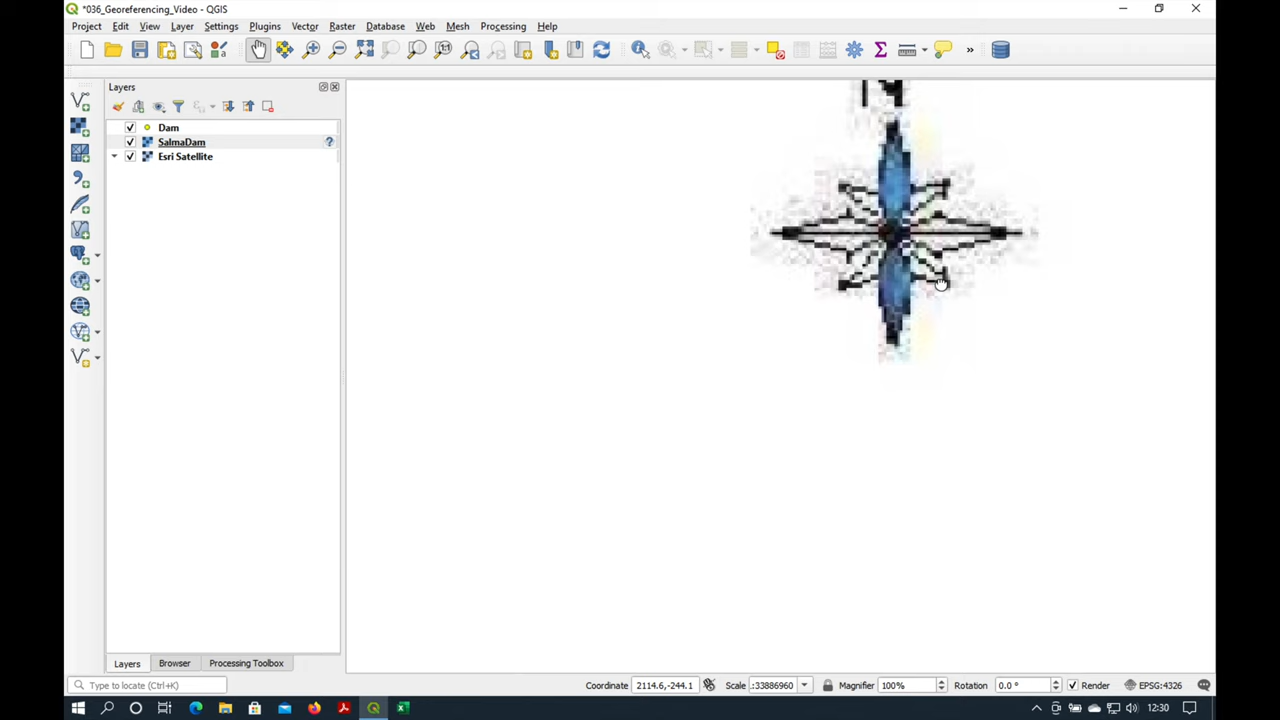 *036_Georeferencing_Video - QGIS
Project Edit View Layer Settings Plugins Vector Raster Database Web Mesh Processing Help
Layers
Dam
SalmaDam
Esri Satellite
Layers Browser Processing Toolbox
Type to locate (Ctrl+K) Coordinate 2114.6,-244.1 Scale :33886960 Magnifier 100% Rotation 0.0 ° Render EPSG:4326
12:30